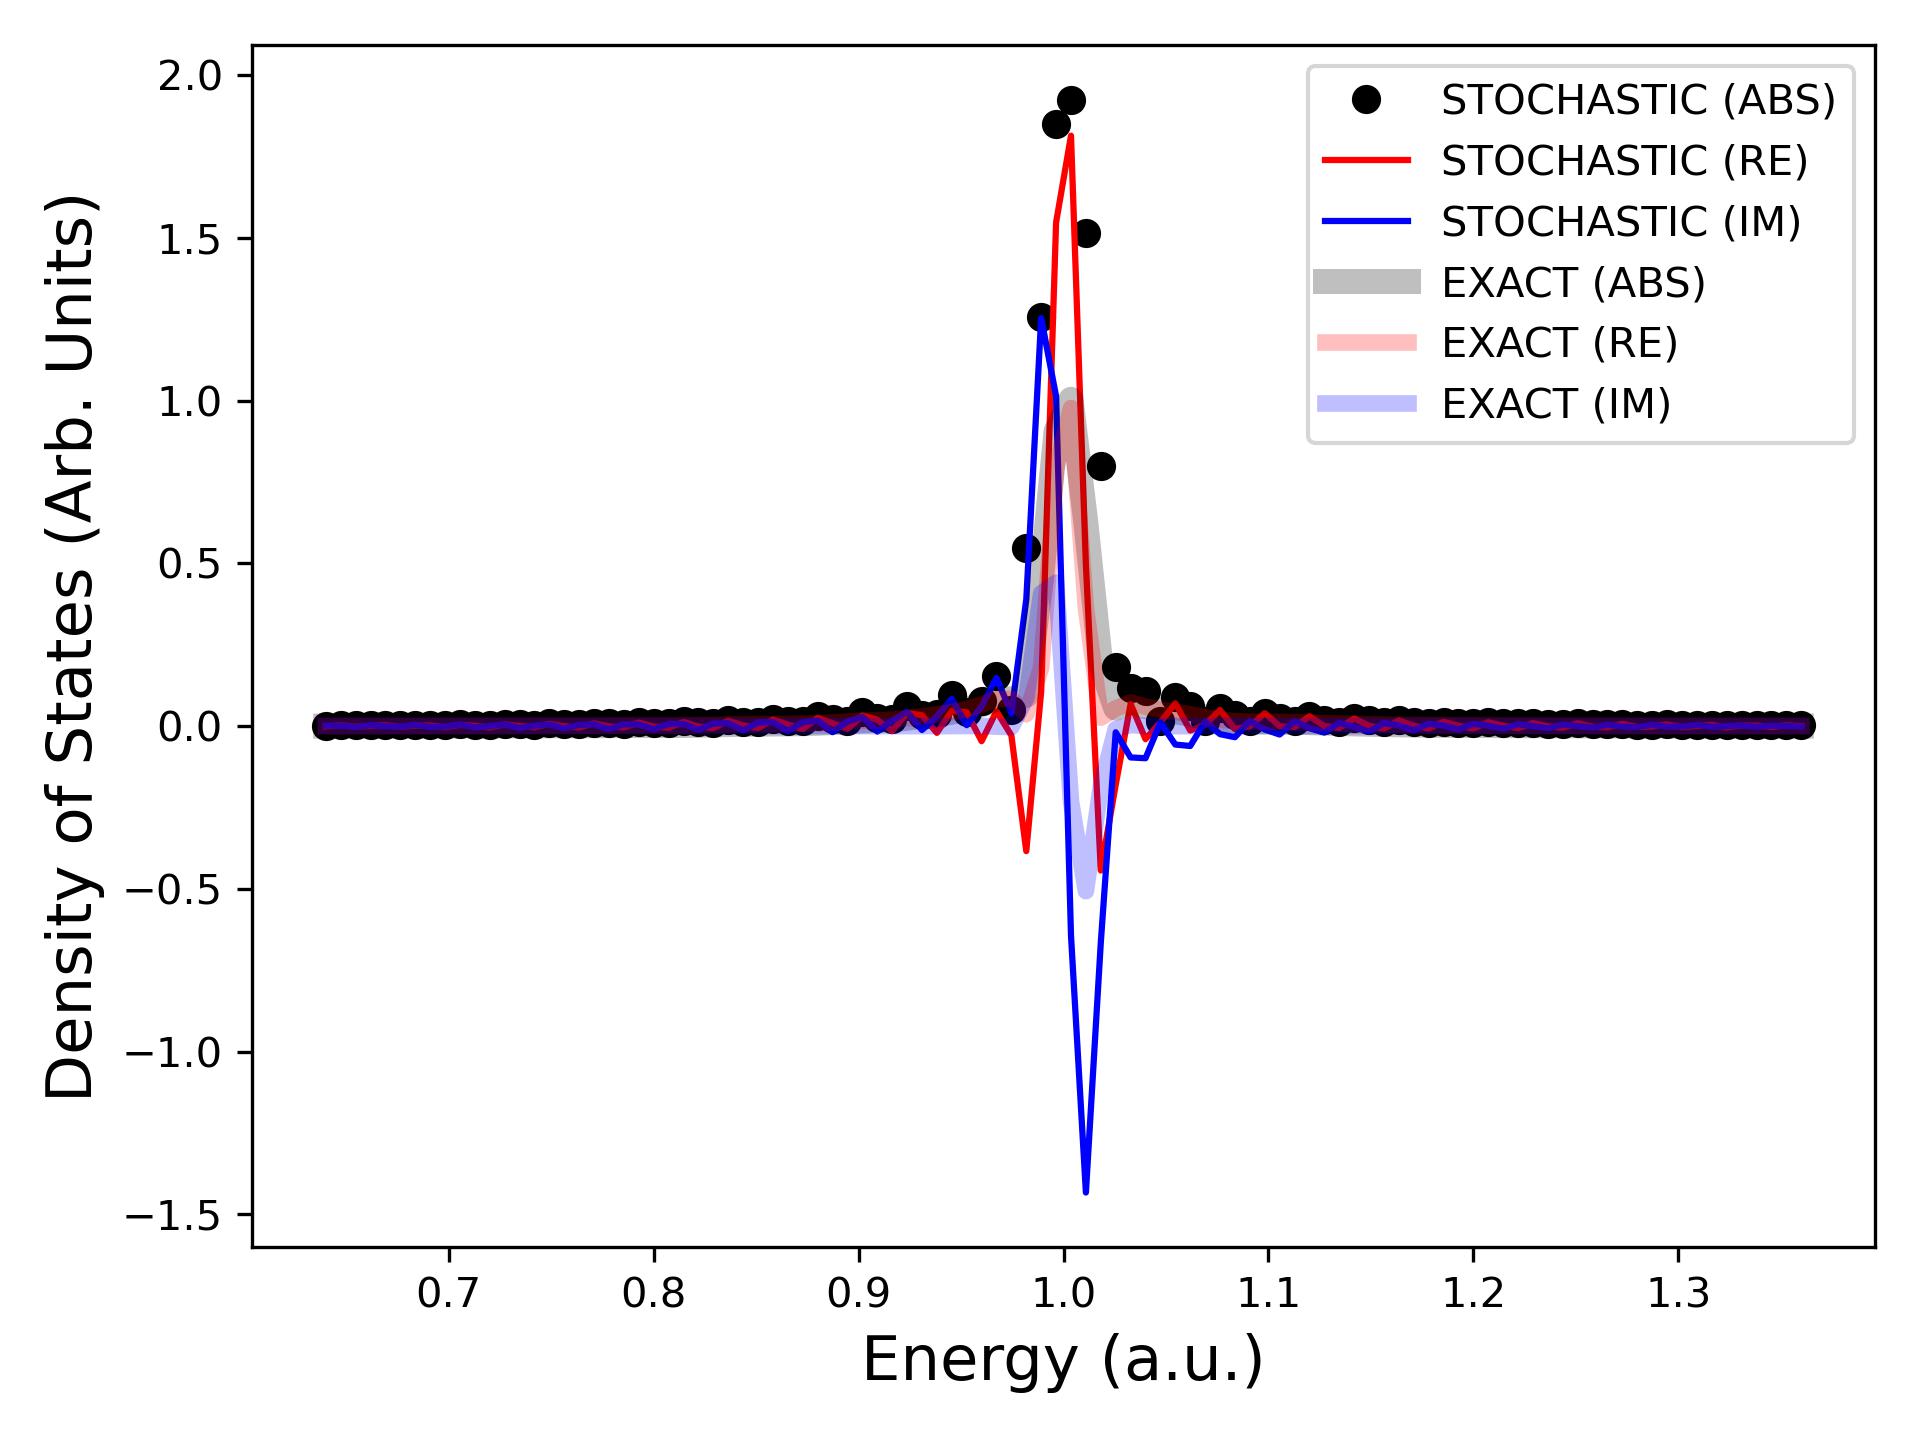 2.0
1.5
1.0
0.5
0.0
−0.5
−1.0
−1.5
Density of States (Arb. Units)
STOCHASTIC (ABS)
STOCHASTIC (RE)
STOCHASTIC (IM)
EXACT (ABS)
EXACT (RE)
EXACT (IM)
0.7 0.8 0.9 1.0 1.1 1.2 1.3
Energy (a.u.)